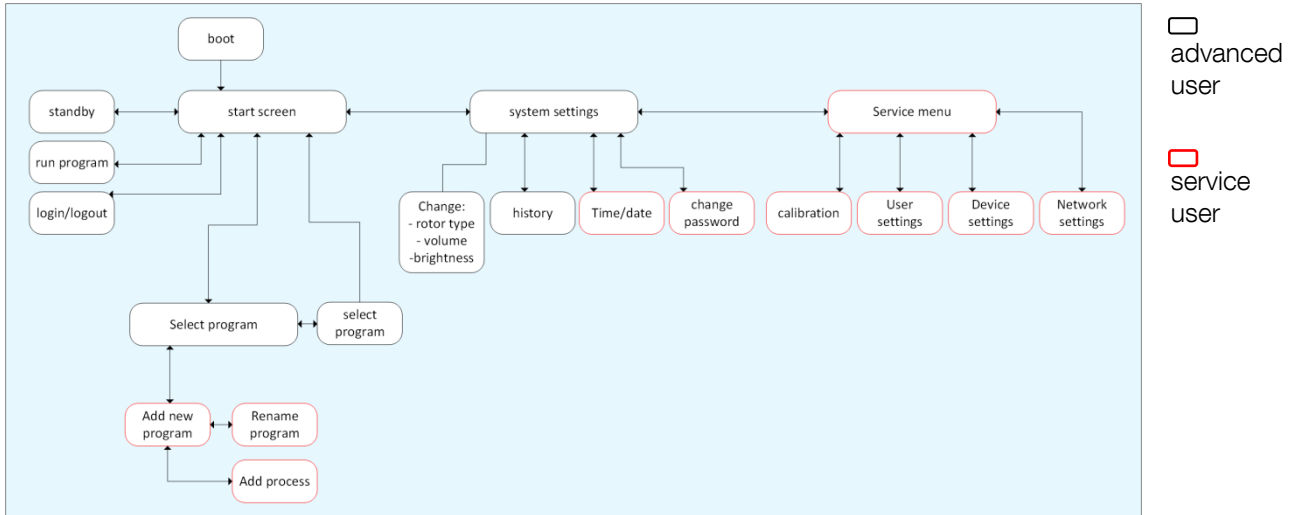 boot
advanced
user
standby
start screen
system settings
Service menu
run program
service
user
login/logout
Change:
- rotor type
- volume
-brightness
history
Time/date
change
password
calibration
User
settings
Device
settings
Network
settings
Select program
select
program
Add new
program
Rename
program
Add process